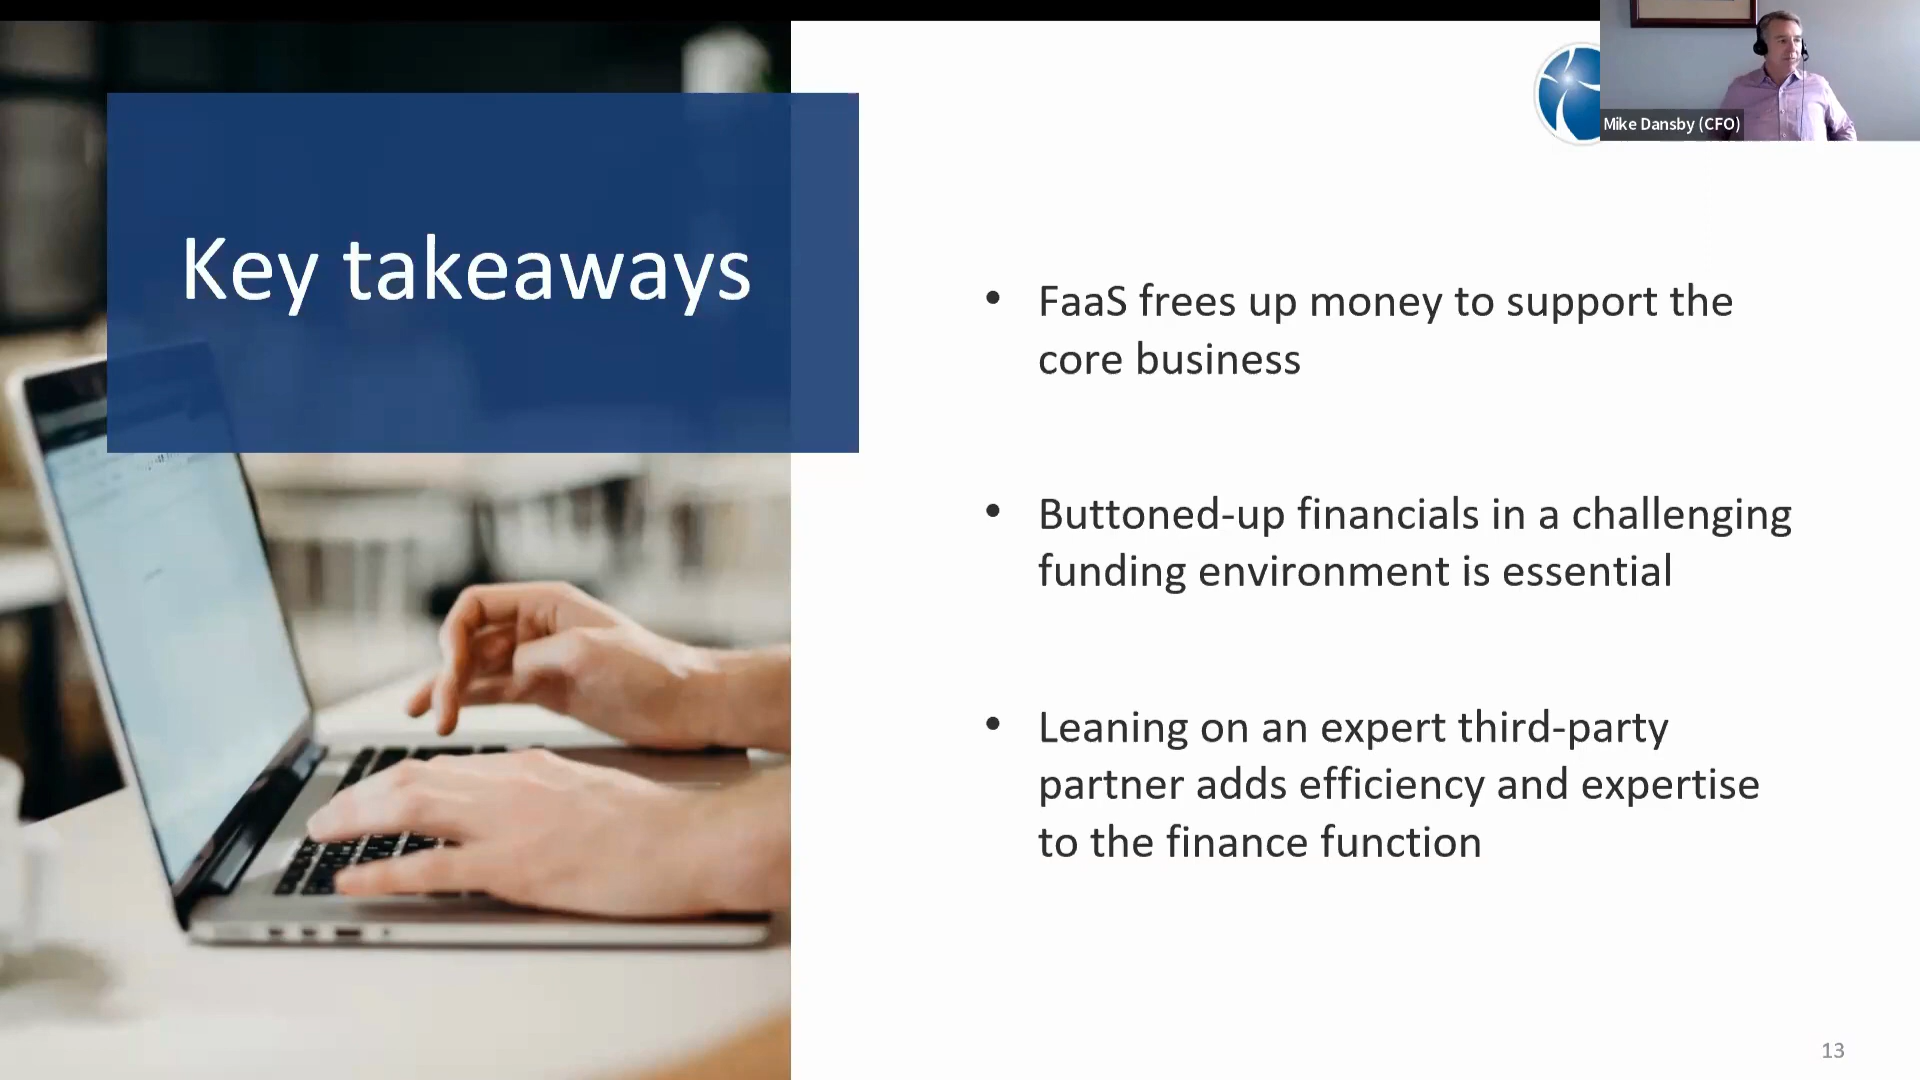 Mike Dansby (CFO)
Key takeaways
• FaaS frees up money to support the
core business
• Buttoned-up financials in a challenging
funding environment is essential
• Leaning on an expert third-party
partner adds efficiency and expertise
to the finance function
13